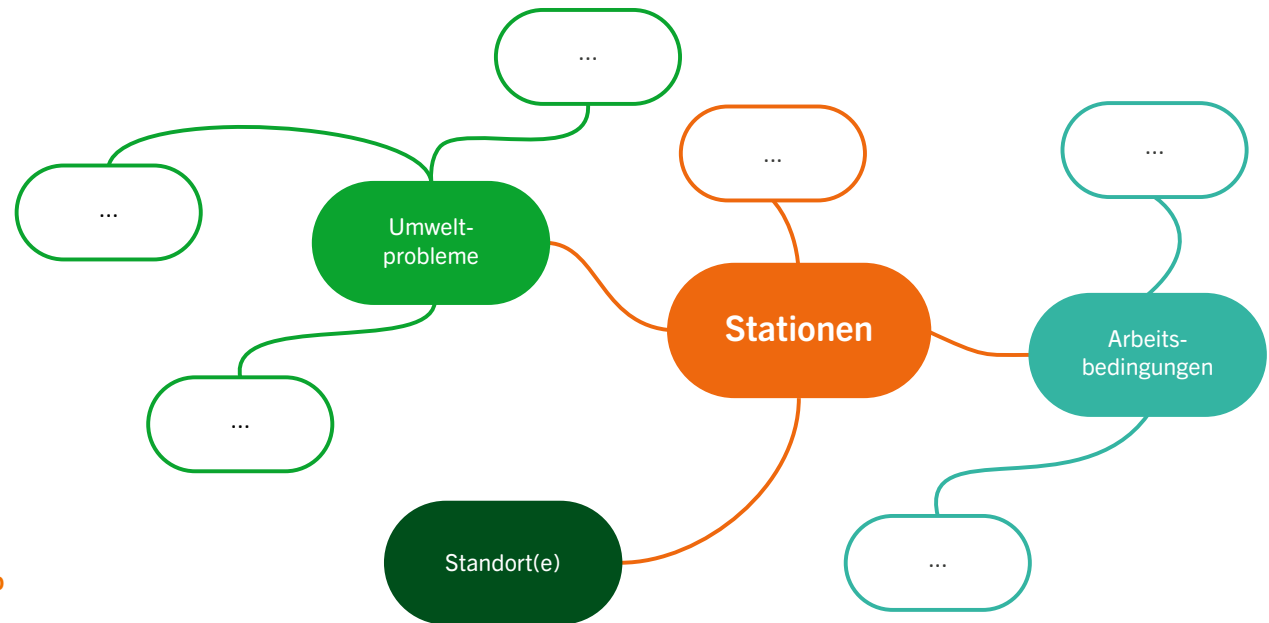 ...
...
...
...
Umwelt-
probleme
Stationen
Arbeits-
bedingungen
...
Standort(e)
...